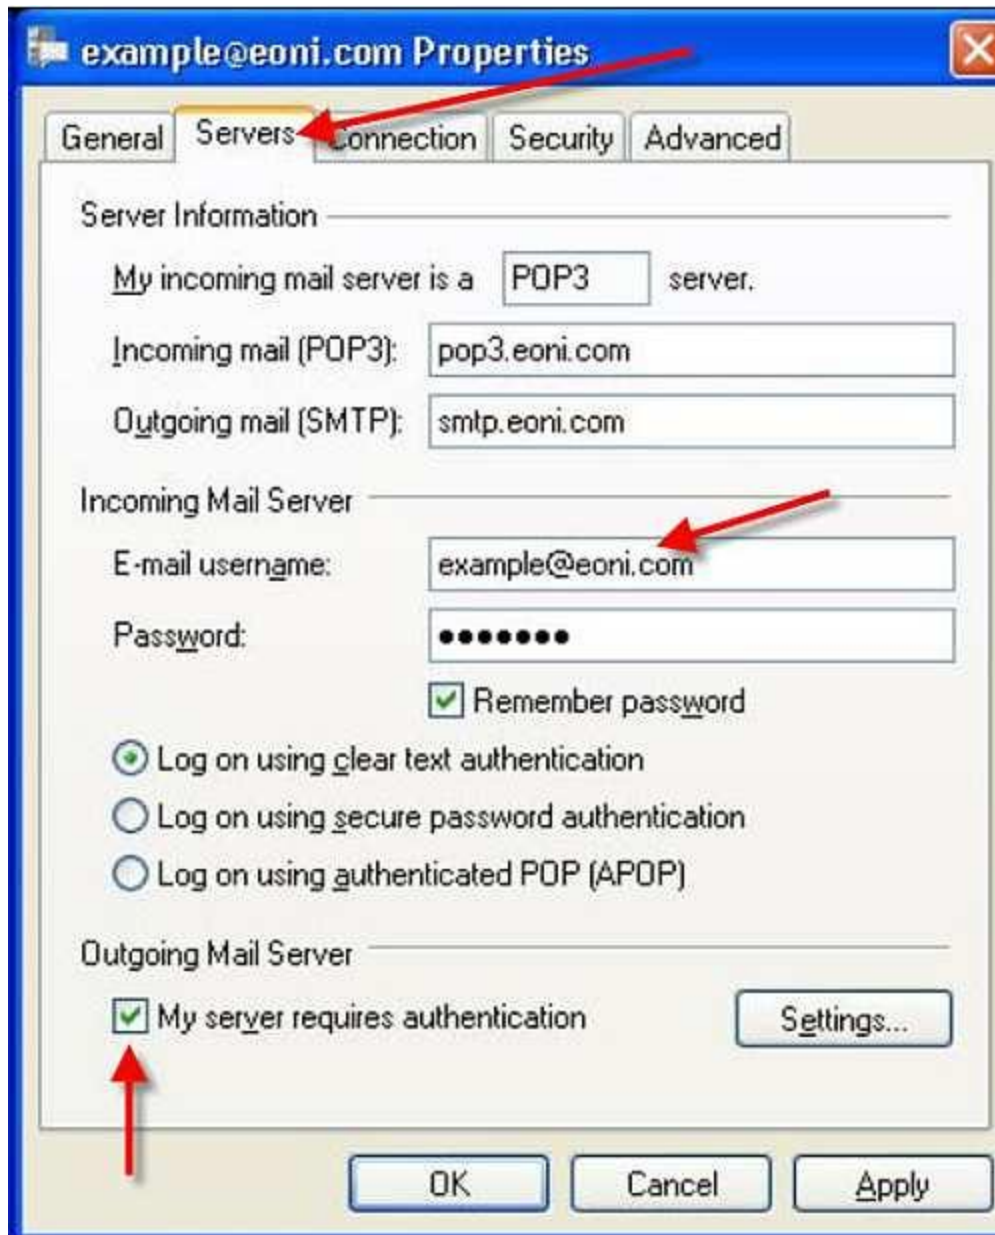 example@eoni.com Properties
General Servers Connection Security Advanced
Server Information
My incoming mail server is a POP3 server.
Incoming mail (POP3): pop3.eoni.com
Outgoing mail (SMTP): smtp.eoni.com
Incoming Mail Server
E-mail username: example@eoni.com
Password: ●●●●●●●
Remember password
Log on using clear text authentication
Log on using secure password authentication
Log on using authenticated POP (APOP)
Outgoing Mail Server
My server requires authentication Settings...
OK Cancel Apply